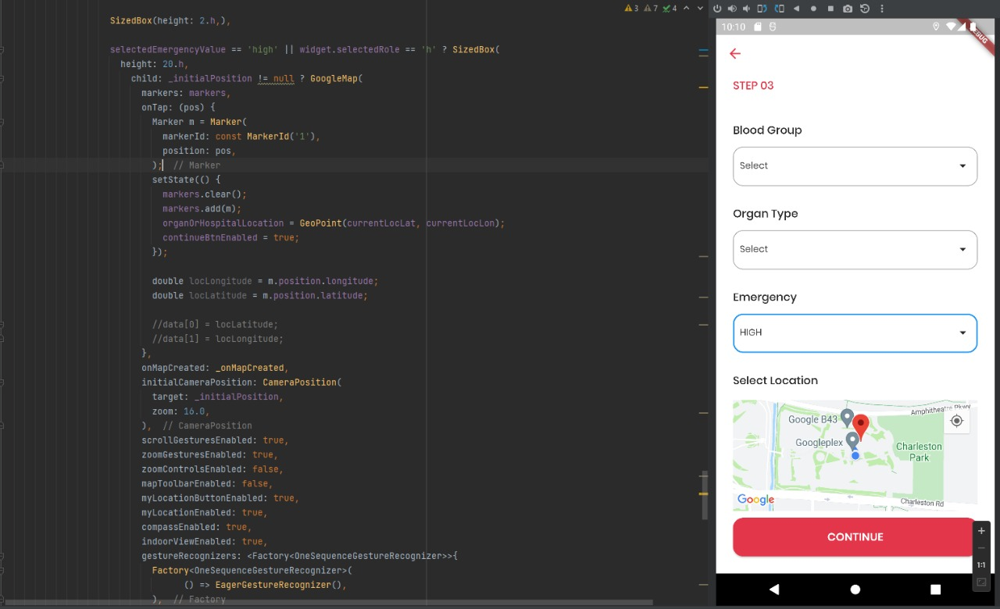 SizedBox(height: 2.h,),
selectedEmergencyValue == 'high' || widget.selectedRole == 'h' ? SizedBox(
height: 20.h,
child: _initialPosition != null ? GoogleMap(
markers: markers,
onTap: (pos) {
Marker m = Marker(
markerId: const MarkerId('1'),
position: pos,
); // Marker
setState(() {
markers.clear();
markers.add(m);
organOrHospitalLocation = GeoPoint(currentLocLat, currentLocLon);
continueBtnEnabled = true;
});
double locLongitude = m.position.longitude;
double locLatitude = m.position.latitude;
//data[0] = locLatitude;
//data[1] = locLongitude;
},
onMapCreated: _onMapCreated,
initialCameraPosition: CameraPosition(
target: _initialPosition,
zoom: 16.0,
), // CameraPosition
scrollGesturesEnabled: true,
zoomGesturesEnabled: true,
zoomControlsEnabled: false,
mapToolbarEnabled: false,
myLocationButtonEnabled: true,
myLocationEnabled: true,
compassEnabled: true,
indoorViewEnabled: true,
gestureRecognizers: <Factory<OneSequenceGestureRecognizer>>{
Factory<OneSequenceGestureRecognizer>(
() => EagerGestureRecognizer(),
), // Factory
3 7 4
10:10
STEP 03
Blood Group
Select
Organ Type
Select
Emergency
HIGH
Select Location
Amphitheatre Pkwy
Google B43
Googleplex
Charleston
Park
Google
Charleston Rd
CONTINUE
1:1